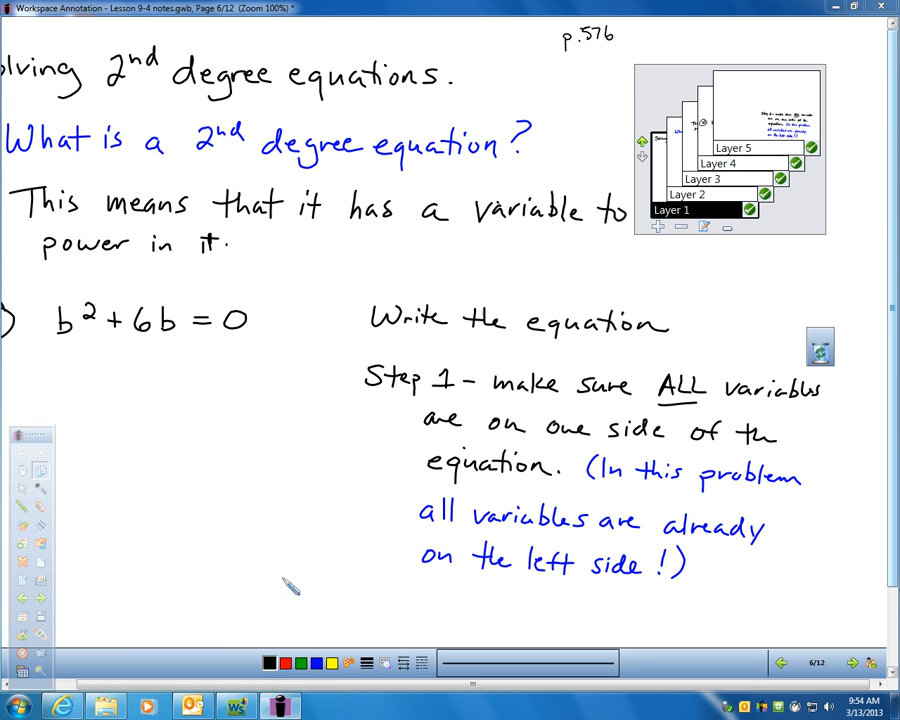 Workspace Annotation - Lesson 9-4 notes.gwb, Page 6/12 (Zoom 100%) *
p.576
olving 2nd degree equations.
What is a 2nd degree equation?
This means that it has a variable to
power in it.
) b² + 6b = 0
Write the equation
Step 1 - make sure ALL variables
are on one side of the
equation. (In this problem
all variables are already
on the left side!)
Layer 5
Layer 4
Layer 3
Layer 2
Layer 1
6/12
9:54 AM
3/13/2013